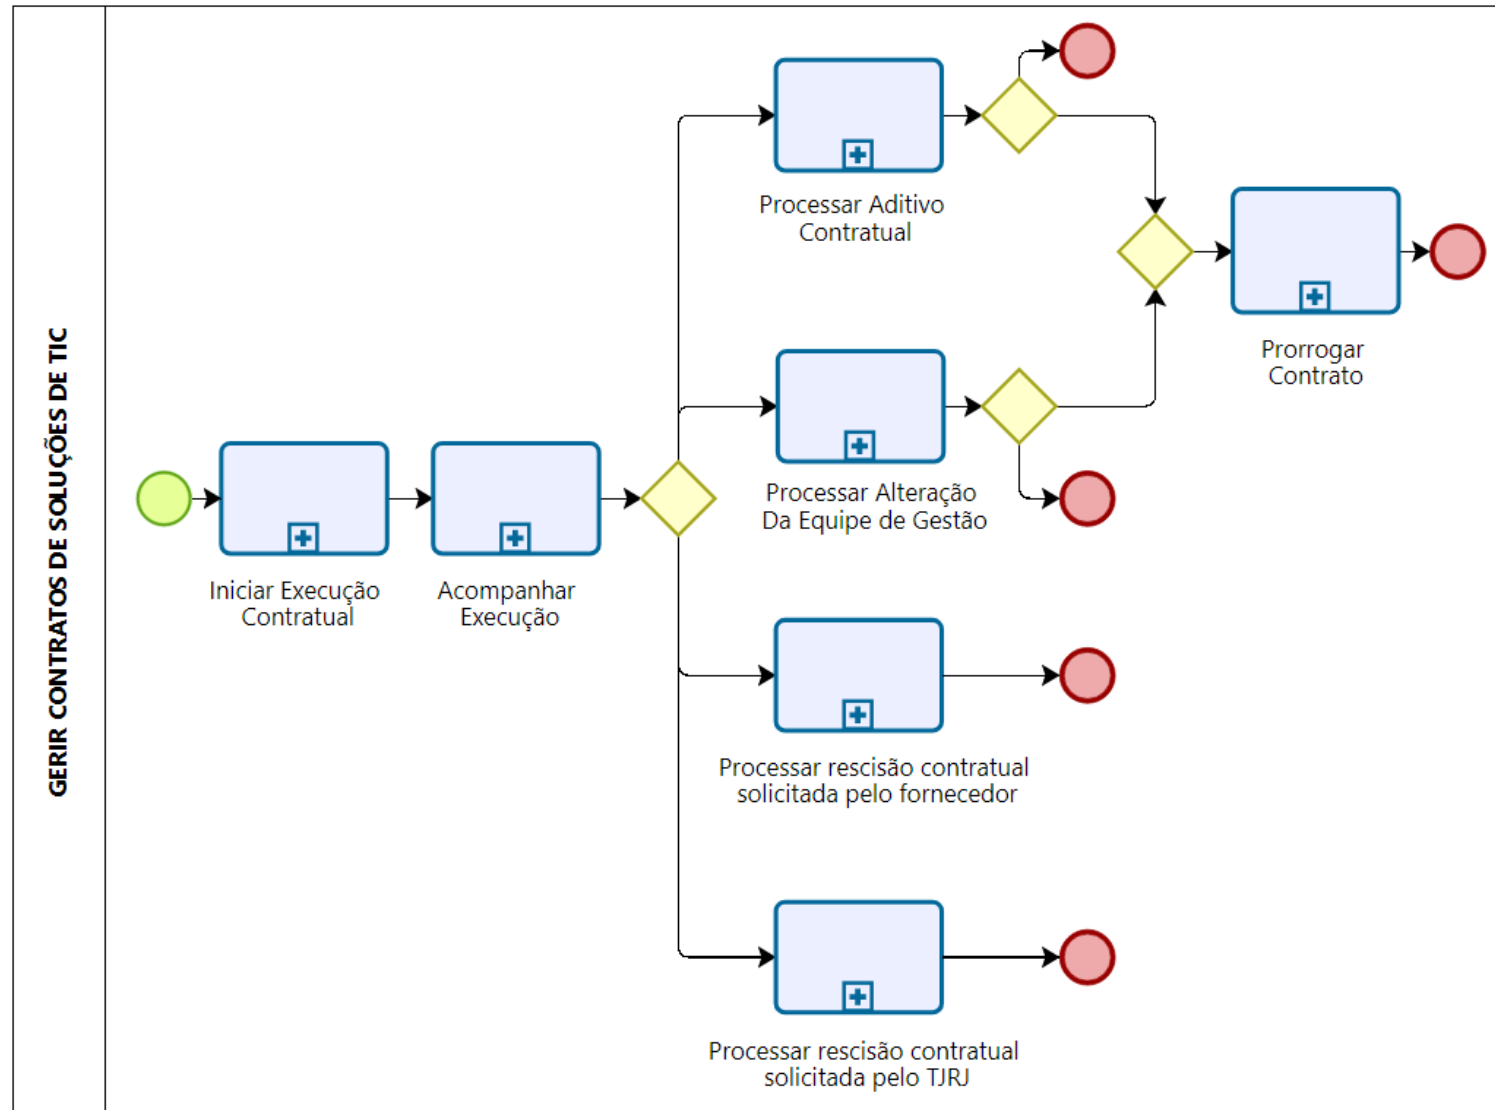 GERIR CONTRATOS DE SOLUÇÕES DE TIC
Iniciar Execução
Contratual
Acompanhar
Execução
Processar Aditivo
Contratual
Processar Alteração
Da Equipe de Gestão
Processar rescisão contratual
solicitada pelo fornecedor
Processar rescisão contratual
solicitada pelo TJRJ
Prorrogar
Contrato